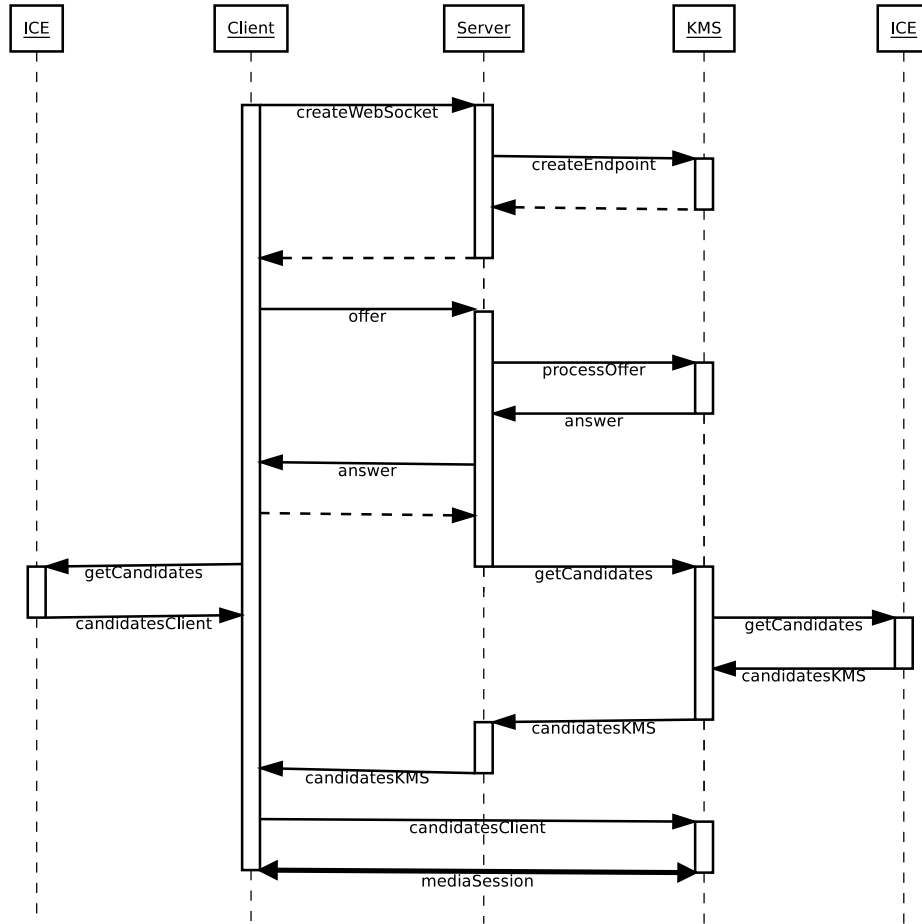 ICE
Client
Server
KMS
ICE
createWebSocket
createEndpoint
offer
processOffer
answer
answer
getCandidates
getCandidates
candidatesClient
getCandidates
candidatesKMS
candidatesKMS
candidatesKMS
candidatesClient
mediaSession